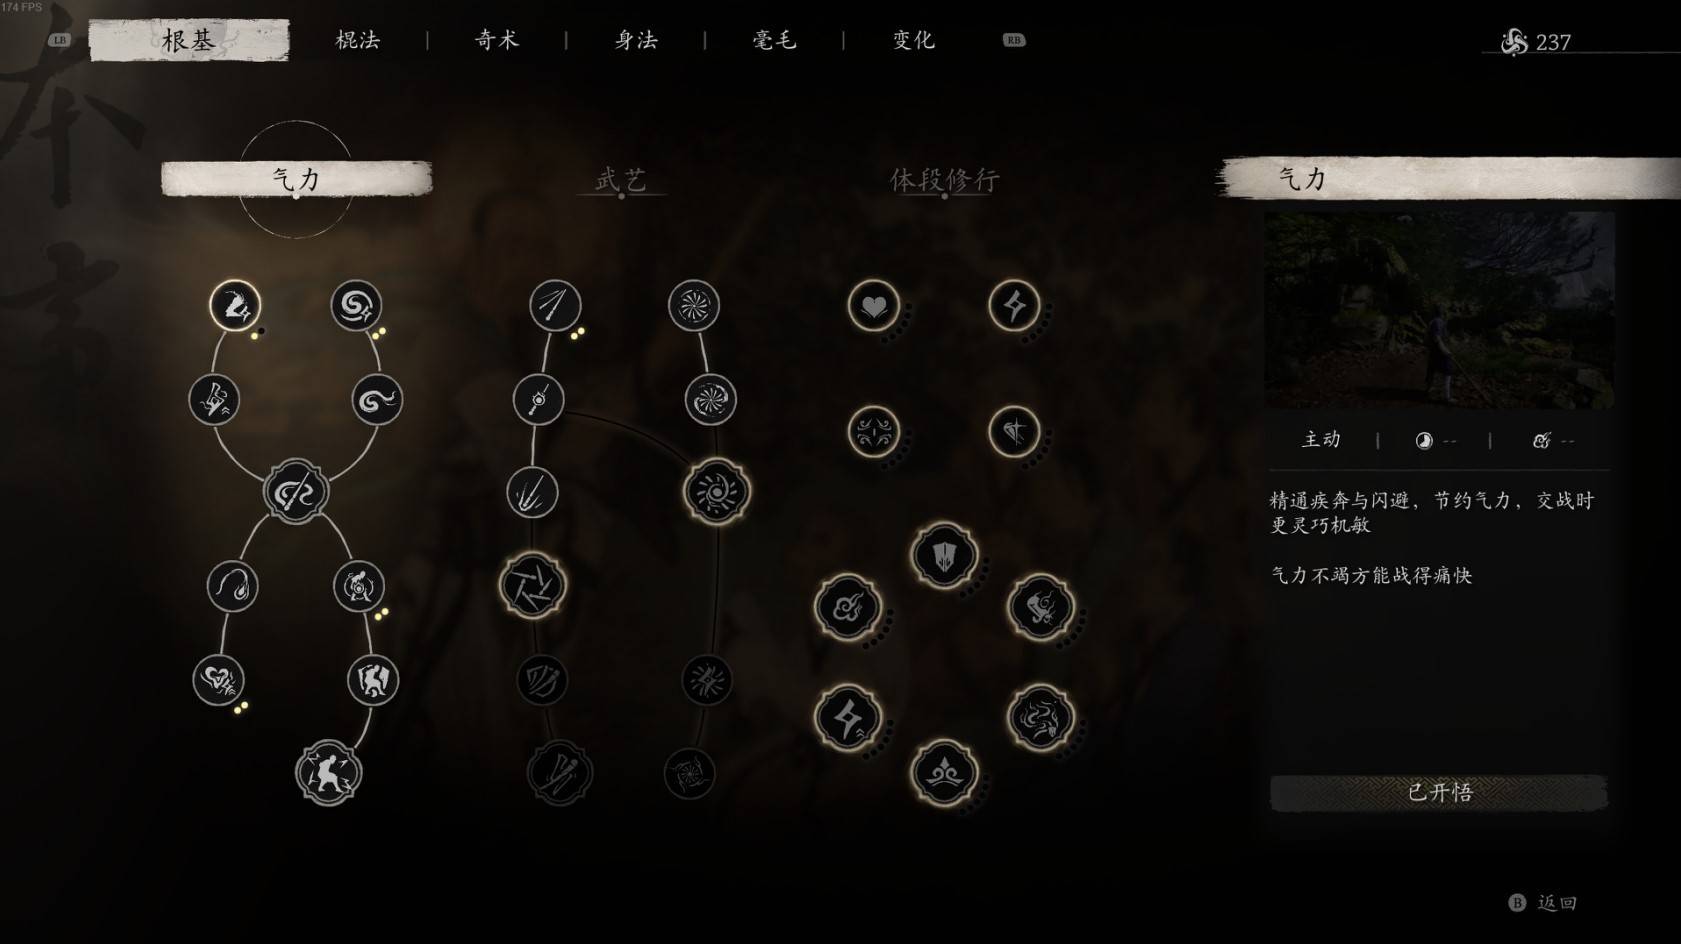 174 FPS
LB 根基 棍法 | 奇术 | 身法 | 毫毛 | 变化 RB
237
气力 武艺 体段修行
气力
主动 | -- | --
精通疾奔与闪避，节约气力，交战时
更灵巧机敏
气力不竭方能战得痛快
已开悟
B 返回